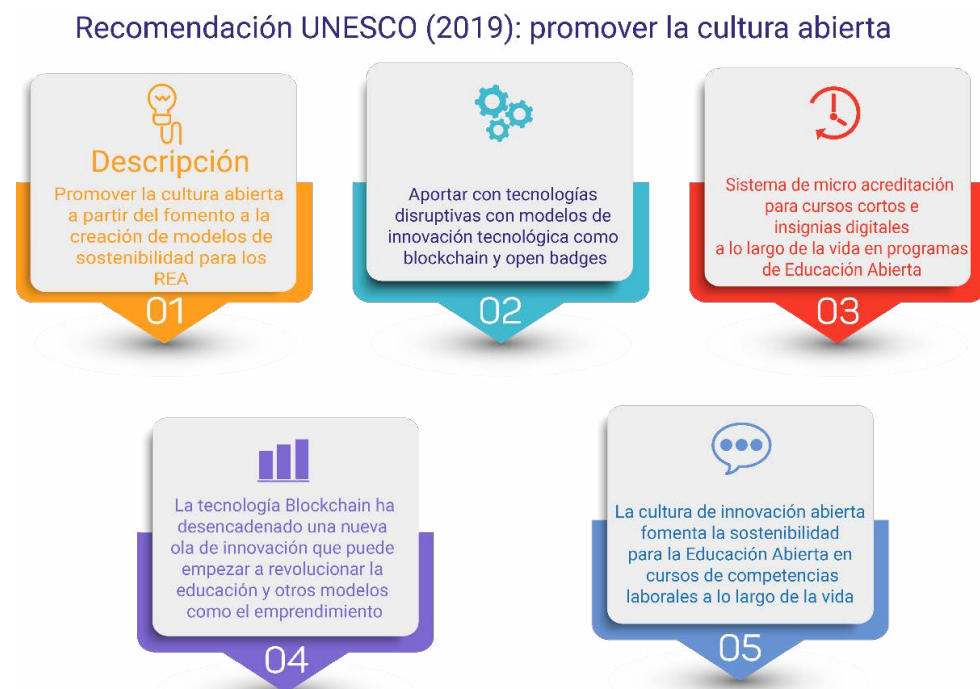 Recomendación UNESCO (2019): promover la cultura abierta
Descripción
Promover la cultura abierta
a partir del fomento a la
creación de modelos de
sostenibilidad para los
REA
01
Aportar con tecnologías
disruptivas con modelos de
innovación tecnológica como
blockchain y open badges
02
Sistema de micro acreditación
para cursos cortos e
insignias digitales
a lo largo de la vida en programas
de Educación Abierta
03
La tecnología Blockchain ha
desencadenado una nueva
ola de innovación que puede
empezar a revolucionar la
educación y otros modelos
como el emprendimiento
04
La cultura de innovación abierta
fomenta la sostenibilidad
para la Educación Abierta en
cursos de competencias
laborales a lo largo de la vida
05